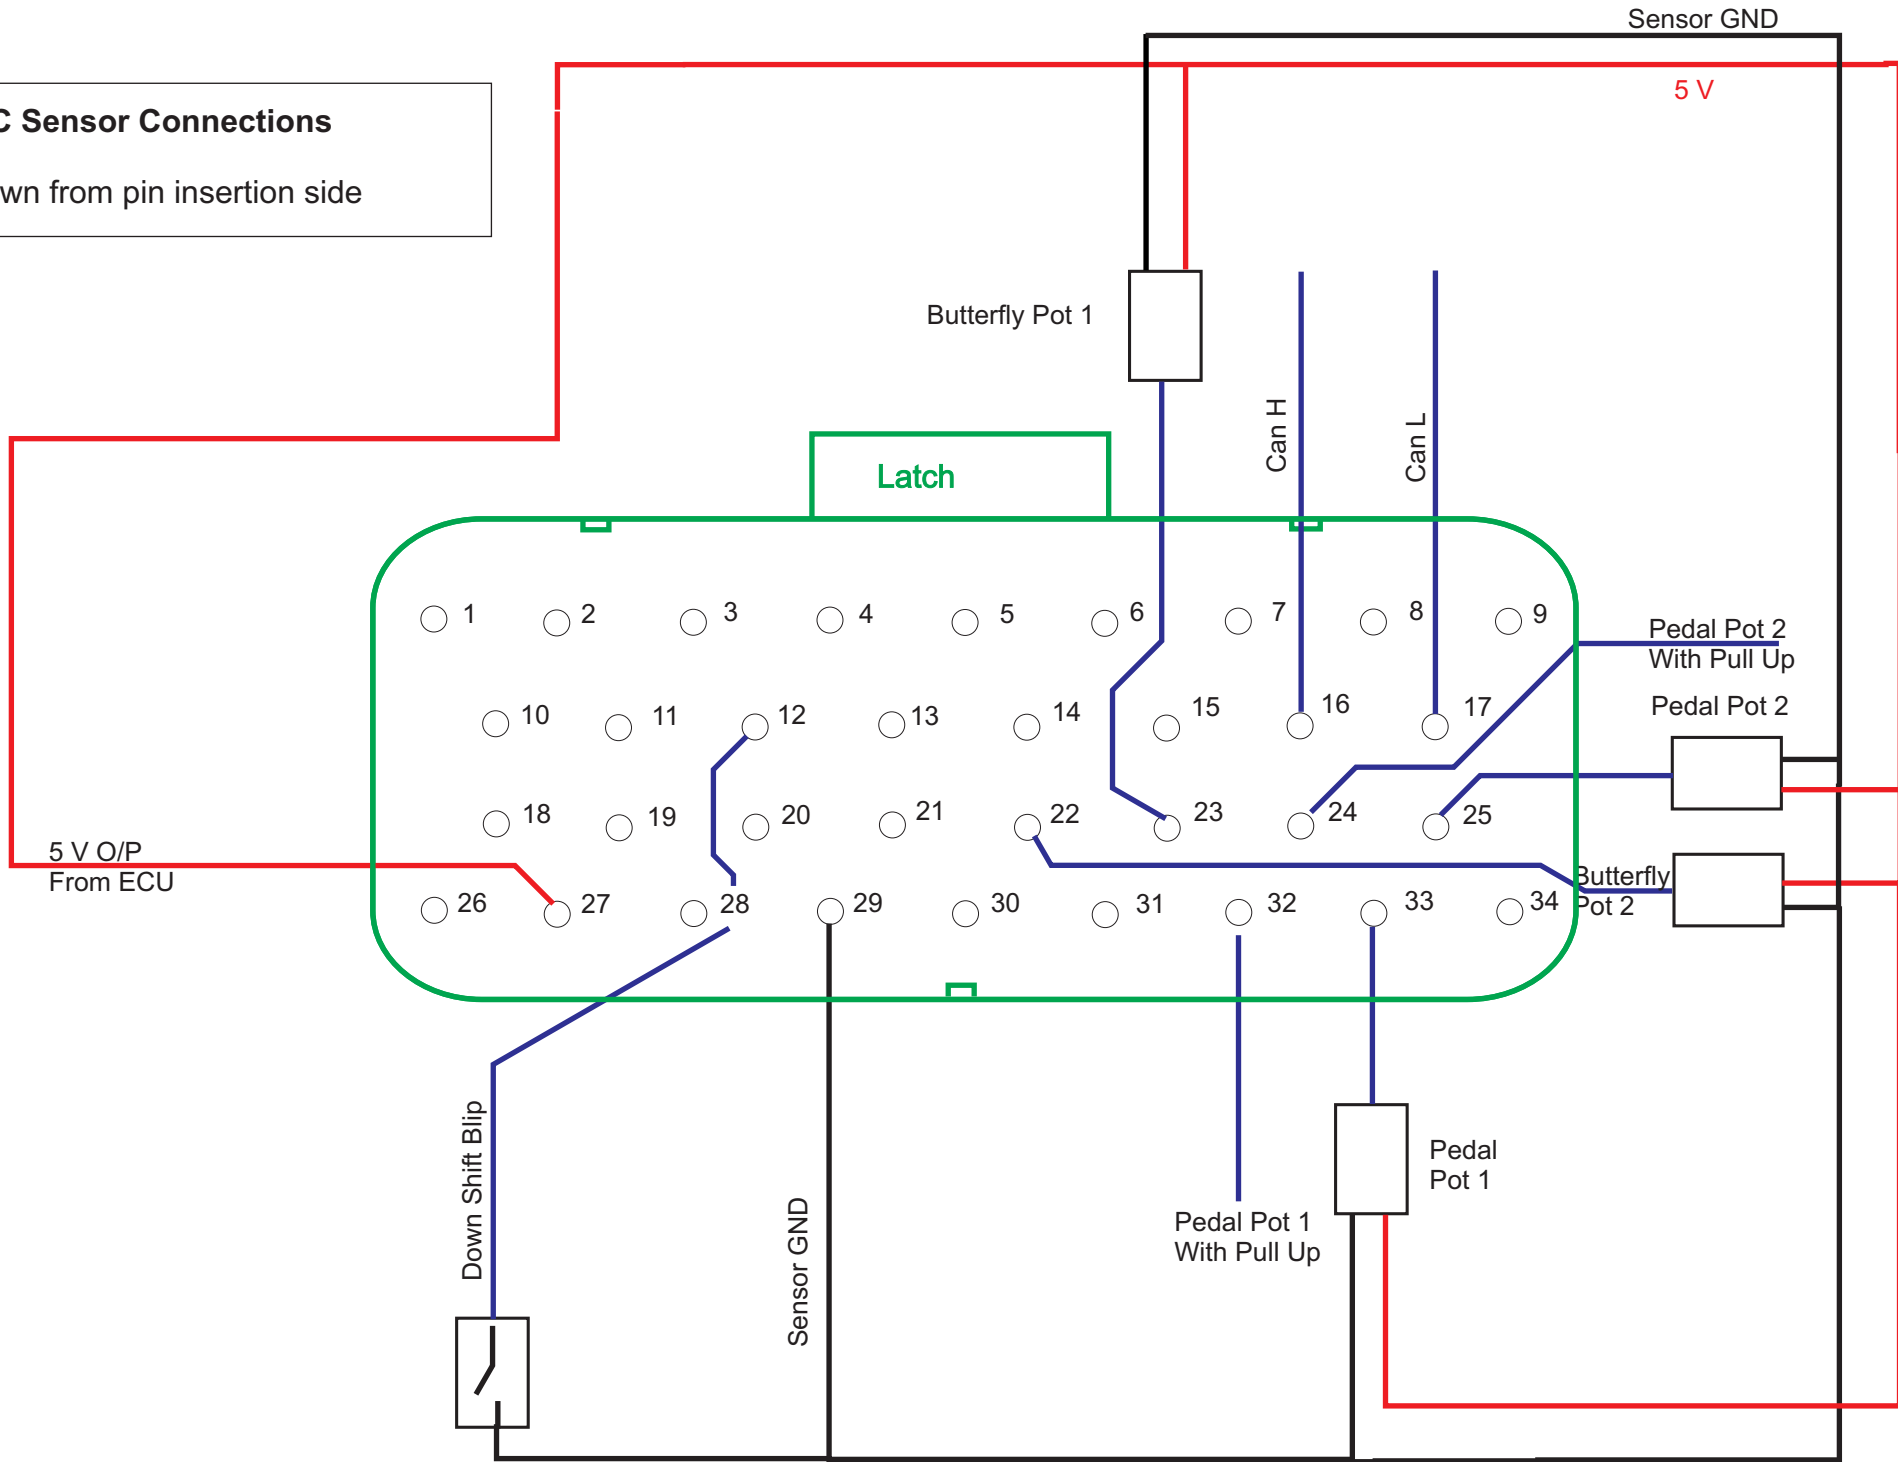 Sensor GND
5 V
C Sensor Connections
wn from pin insertion side
Butterfly Pot 1
Can H
Can L
Latch
1
2
3
4
5
6
7
8
9
Pedal Pot 2
With Pull Up
10
11
12
13
14
15
16
17
Pedal Pot 2
18
19
20
21
22
23
24
25
5 V O/P
From ECU
Butterfly
Pot 2
26
27
28
29
30
31
32
33
34
Down Shift Blip
Sensor GND
Pedal
Pot 1
Pedal Pot 1
With Pull Up